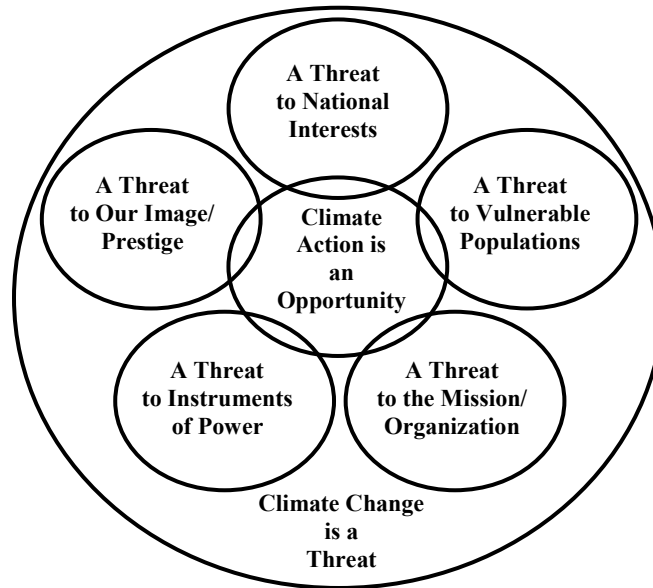 A Threat
to National
Interests
A Threat
to Our Image/
Prestige
A Threat
to Vulnerable
Populations
Climate
Action is
an
Opportunity
A Threat
to Instruments
of Power
A Threat
to the Mission/
Organization
Climate Change
is a
Threat